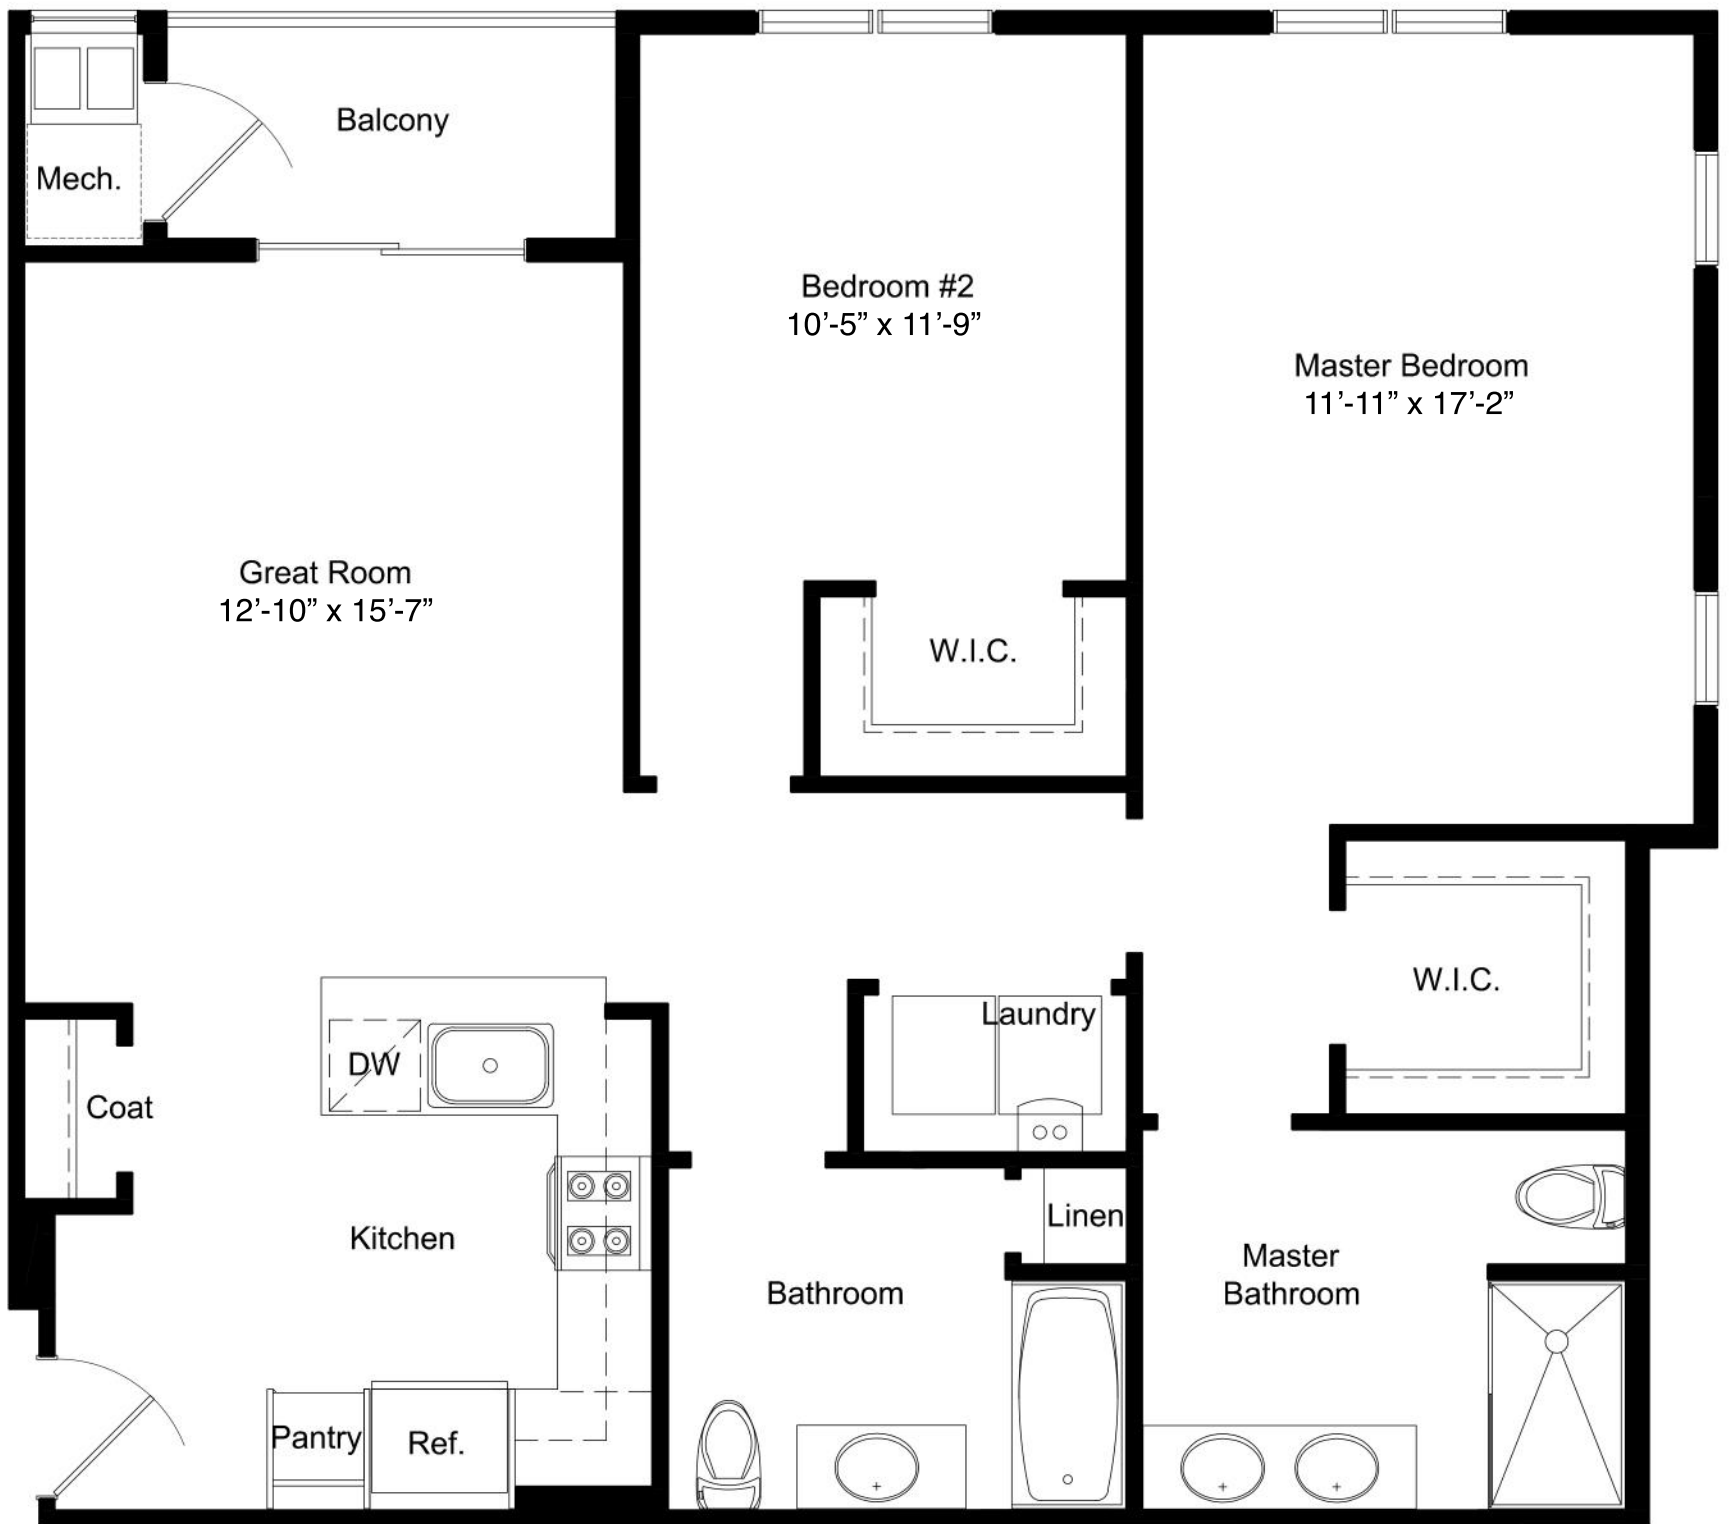 Balcony
Mech.
Bedroom #2
10’-5” x 11’-9”
Master Bedroom
11’-11” x 17’-2”
Great Room
12’-10” x 15’-7”
W.I.C.
W.I.C.
Laundry
DW
Coat
Linen
Kitchen
Master
Bathroom
Bathroom
Pantry
Ref.